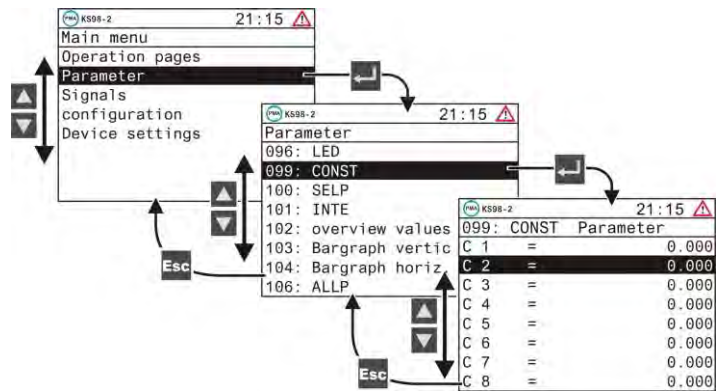 PMA KS98-2 21:15
Main menu
Operation pages
Parameter
Signals
configuration
Device settings
Esc
PMA KS98-2 21:15
Parameter
096: LED
099: CONST
100: SELP
101: INTE
102: overview values
103: Bargraph vertic
104: Bargraph horiz.
106: ALLP
Esc
PMA KS98-2 21:15
099: CONST Parameter
C 1 = 0.000
C 2 = 0.000
C 3 = 0.000
C 4 = 0.000
C 5 = 0.000
C 6 = 0.000
C 7 = 0.000
C 8 = 0.000